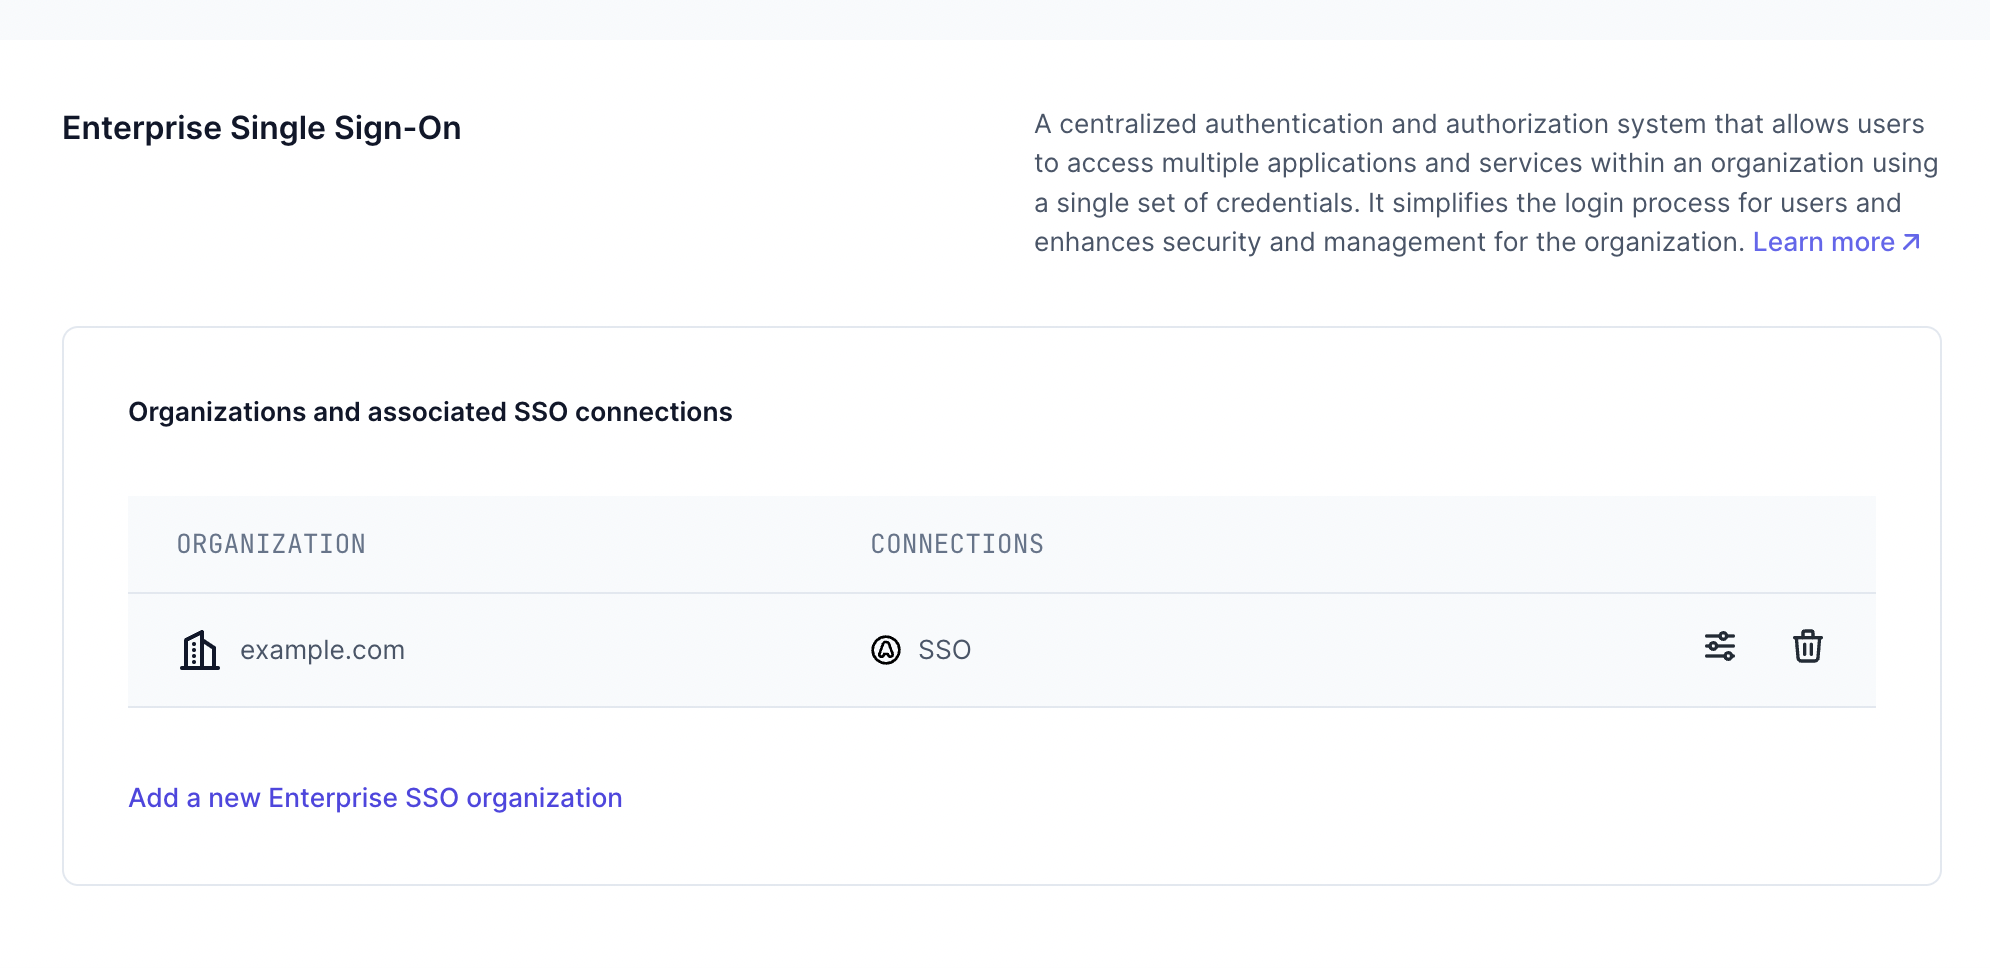 Enterprise Single Sign-On
A centralized authentication and authorization system that allows users
to access multiple applications and services within an organization using
a single set of credentials. It simplifies the login process for users and
enhances security and management for the organization. Learn more
Organizations and associated SSO connections
ORGANIZATION CONNECTIONS
example.com SSO
Add a new Enterprise SSO organization